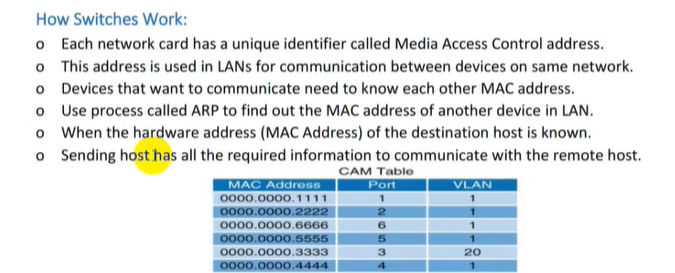 How Switches Work:
o Each network card has a unique identifier called Media Access Control address.
o This address is used in LANs for communication between devices on same network.
o Devices that want to communicate need to know each other MAC address.
o Use process called ARP to find out the MAC address of another device in LAN.
o When the hardware address (MAC Address) of the destination host is known.
o Sending host has all the required information to communicate with the remote host.
CAM Table
MAC Address Port VLAN
0000.0000.1111 1 1
0000.0000.2222 2 1
0000.0000.6666 6 1
0000.0000.5555 5 1
0000.0000.3333 3 20
0000.0000.4444 4 1